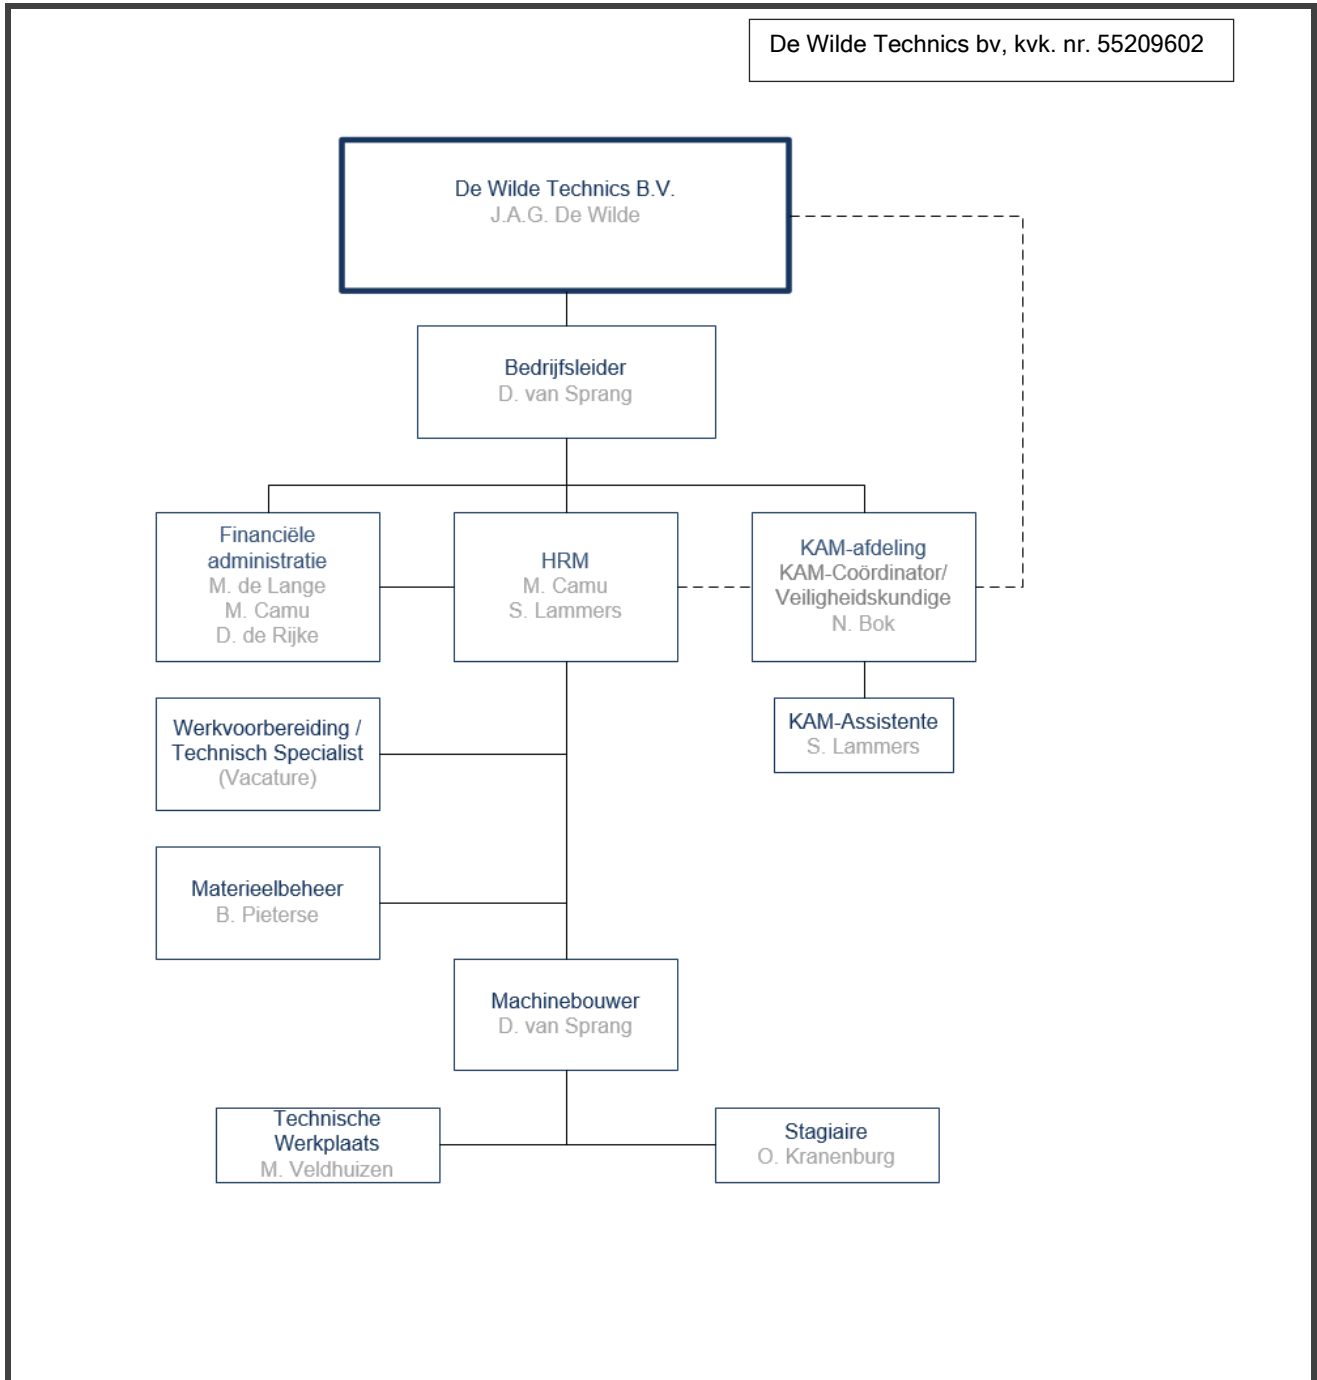 De Wilde Technics bv, kvk. nr. 55209602
De Wilde Technics B.V.
J.A.G. De Wilde
Bedrijfsleider
D. van Sprang
Financiële
administratie
M. de Lange
M. Camu
D. de Rijke
HRM
M. Camu
S. Lammers
KAM-afdeling
KAM-Coördinator/
Veiligheidskundige
N. Bok
Werkvoorbereiding /
Technisch Specialist
(Vacature)
KAM-Assistente
S. Lammers
Materieelbeheer
B. Pieterse
Machinebouwer
D. van Sprang
Technische
Werkplaats
M. Veldhuizen
Stagiaire
O. Kranenburg